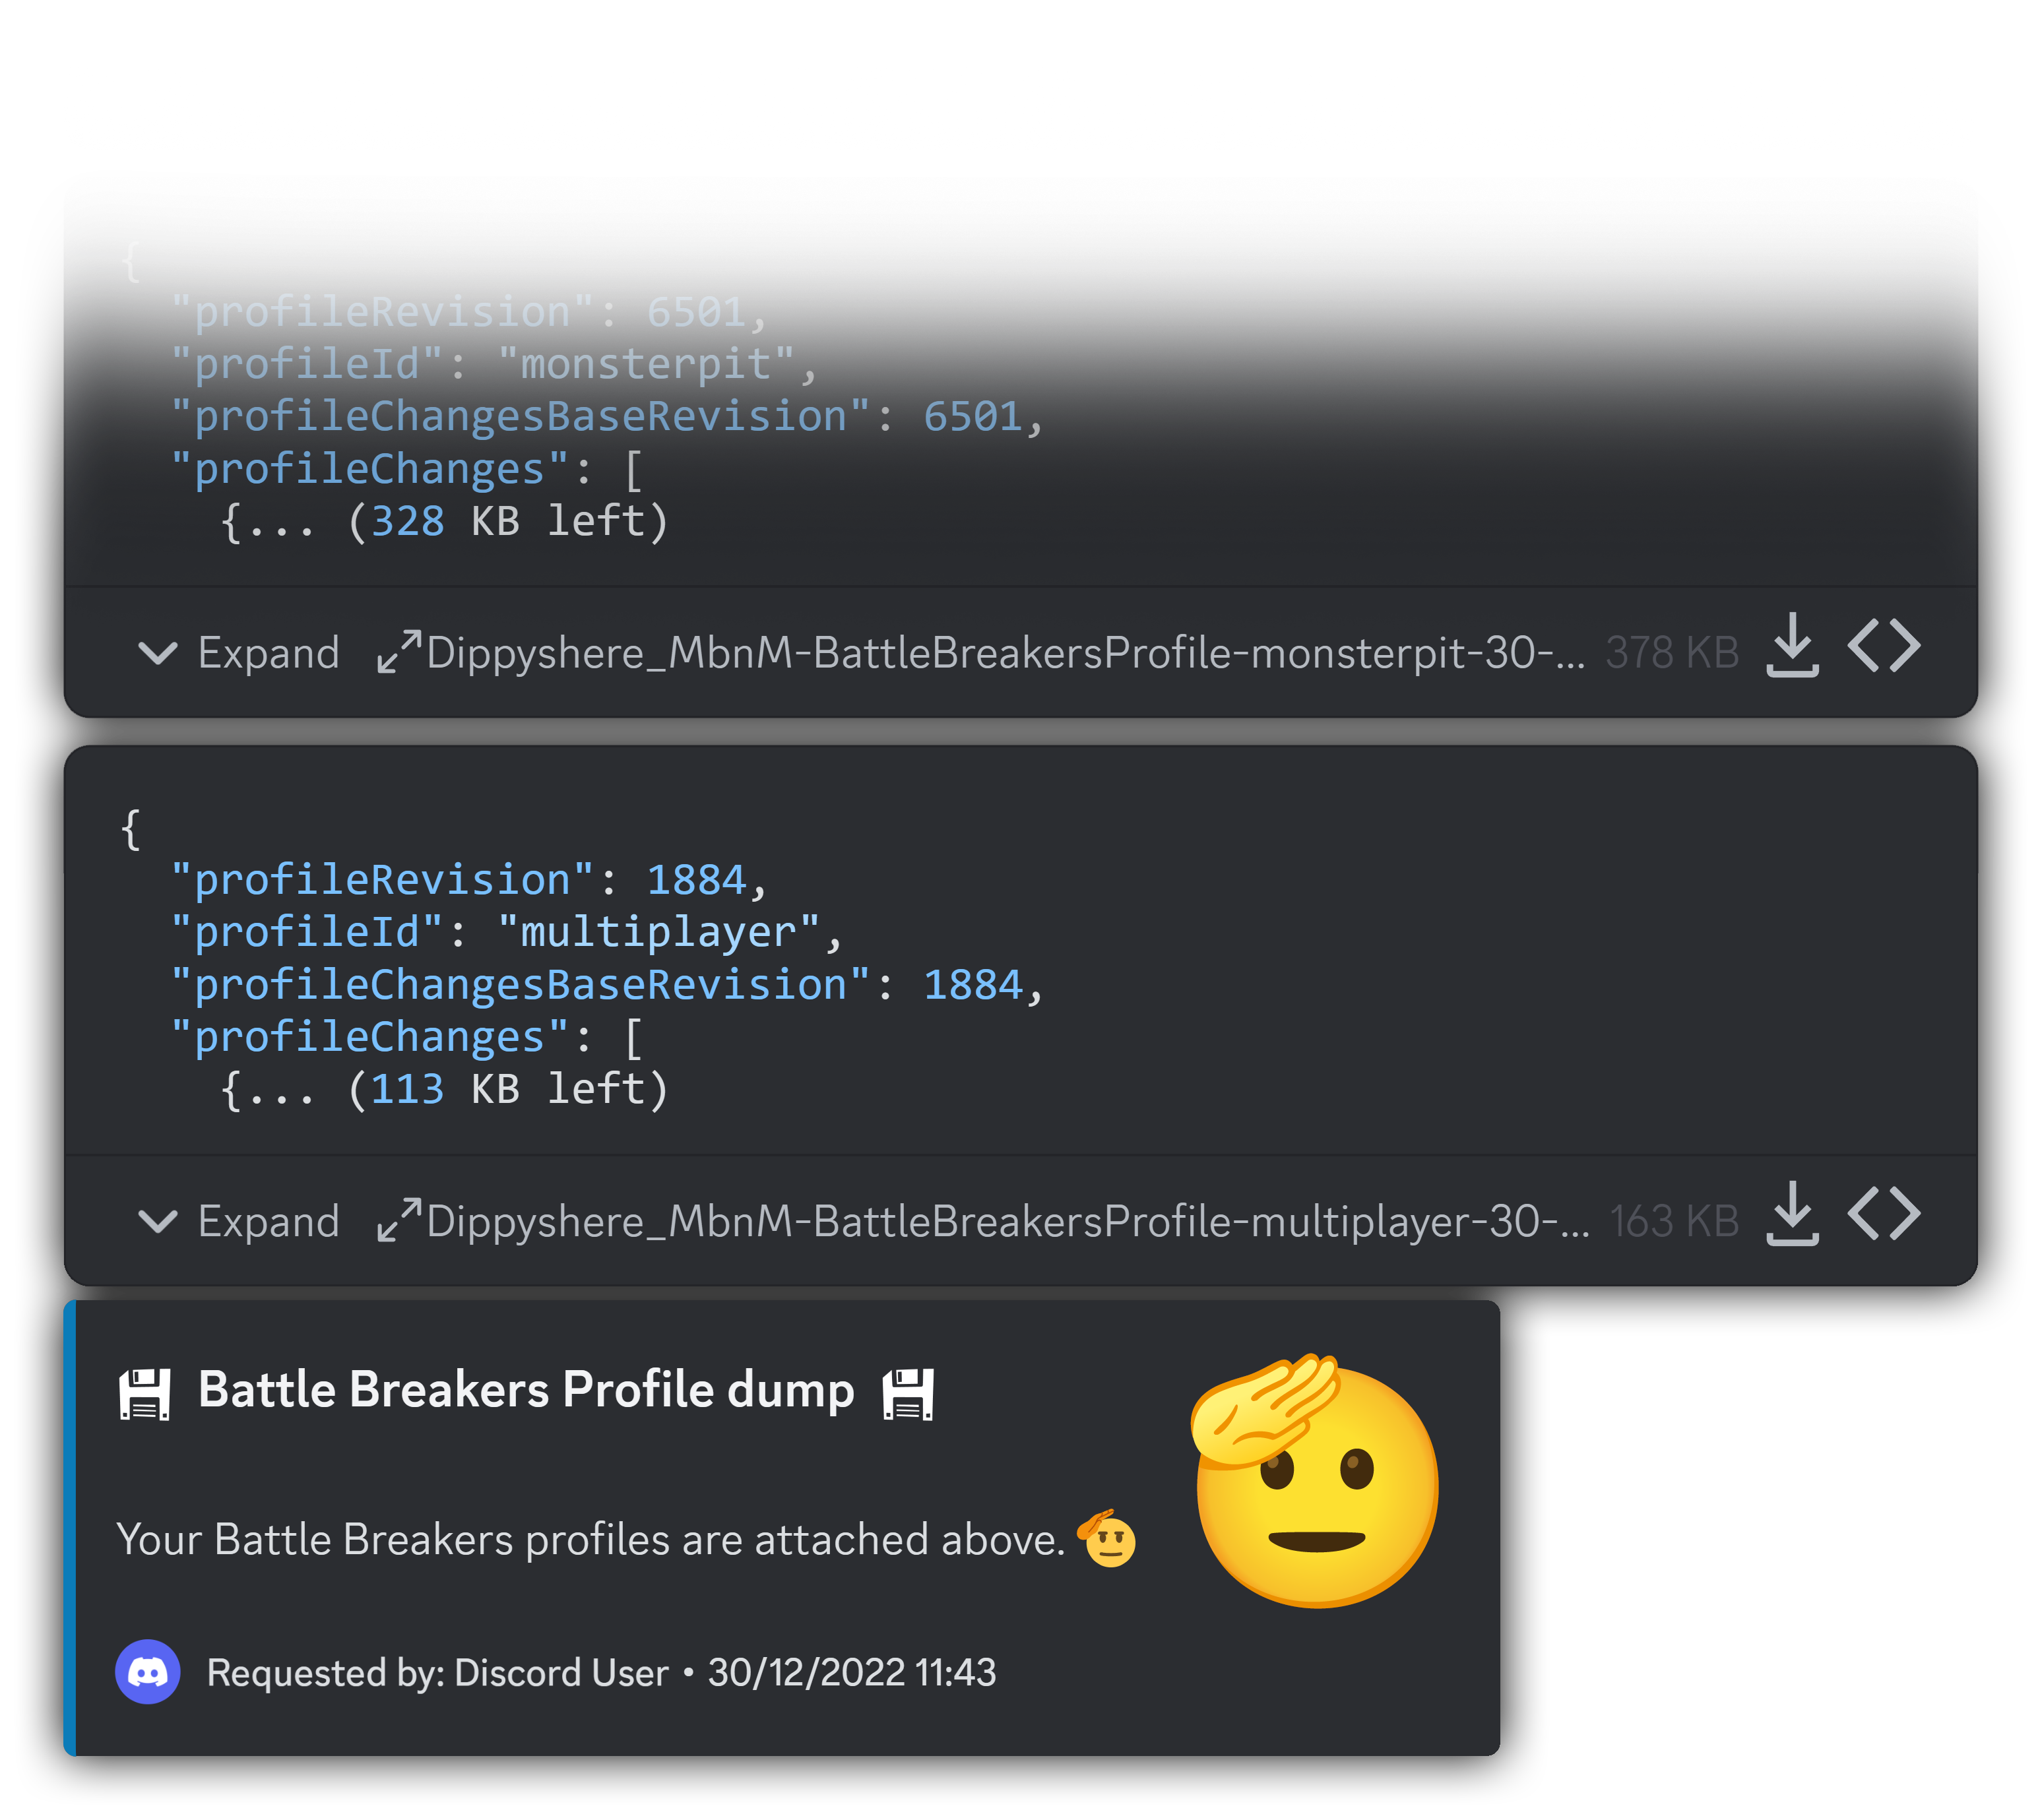 {
"profileRevision": 6501,
"profileId": "monsterpit",
"profileChangesBaseRevision": 6501,
"profileChanges": [
{... (328 KB left)
Expand Dippyshere_MbnM-BattleBreakersProfile-monsterpit-30-... 378 KB
{
"profileRevision": 1884,
"profileId": "multiplayer",
"profileChangesBaseRevision": 1884,
"profileChanges": [
{... (113 KB left)
Expand Dippyshere_MbnM-BattleBreakersProfile-multiplayer-30-... 163 KB
Battle Breakers Profile dump
Your Battle Breakers profiles are attached above.
Requested by: Discord User • 30/12/2022 11:43